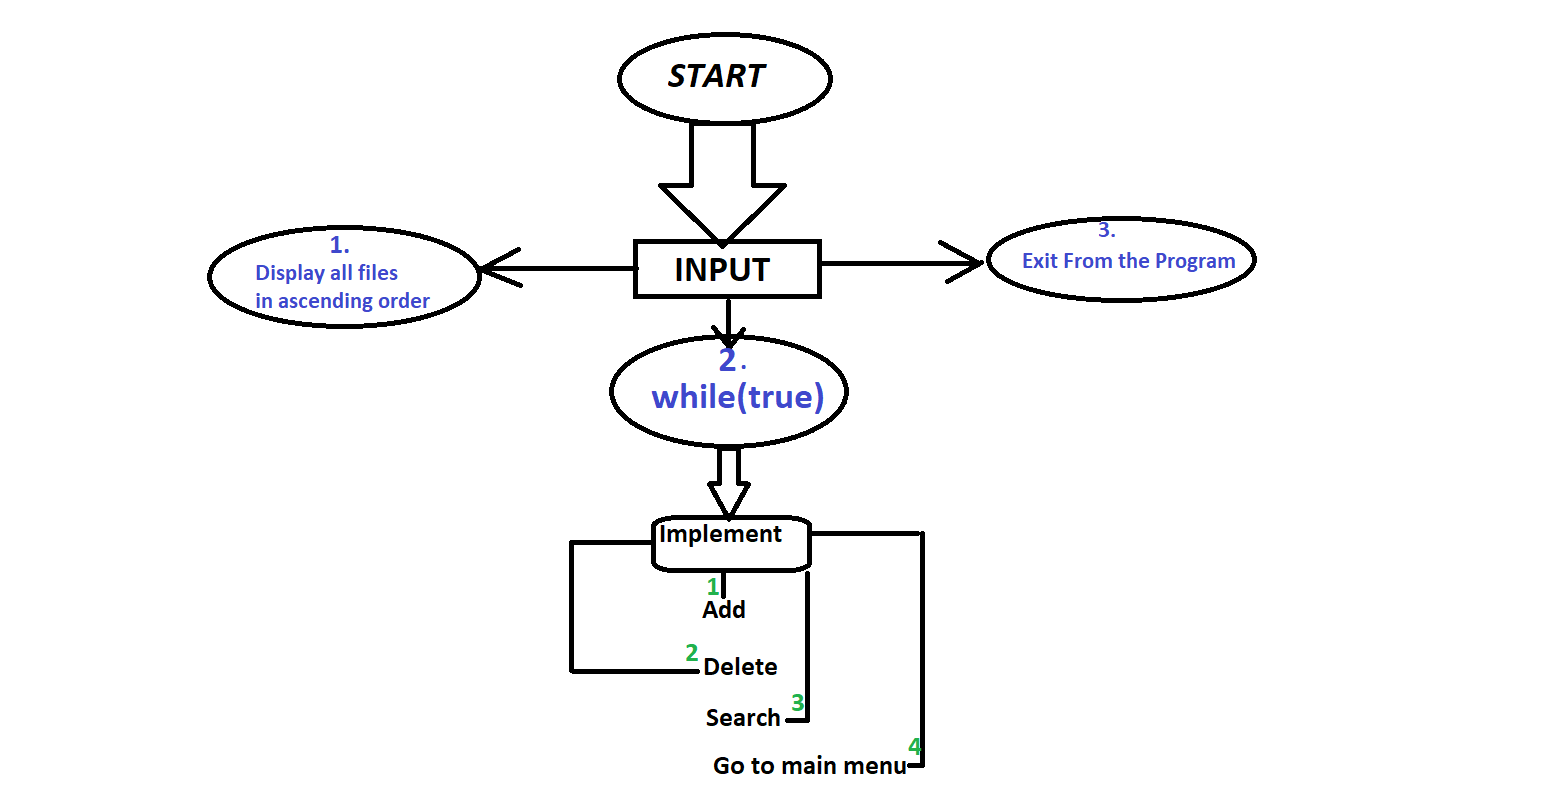 START
INPUT
1.
Display all files
in ascending order
3.
Exit From the Program
2.
while(true)
Implement
1
Add
2
Delete
3
Search
4
Go to main menu